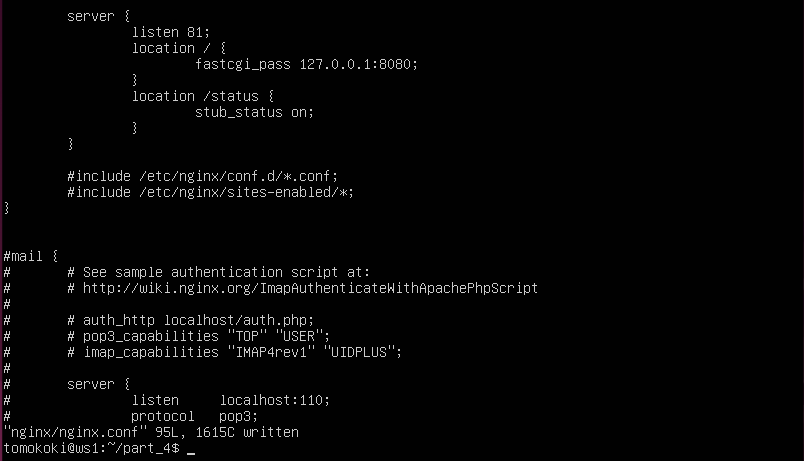 server {
listen 81;
location / {
fastcgi_pass 127.0.0.1:8080;
}
location /status {
stub_status on;
}
}
#include /etc/nginx/conf.d/*.conf;
#include /etc/nginx/sites-enabled/*;
}
#mail {
# # See sample authentication script at:
# # http://wiki.nginx.org/ImapAuthenticateWithApachePhpScript
#
# # auth_http localhost/auth.php;
# # pop3_capabilities "TOP" "USER";
# # imap_capabilities "IMAP4rev1" "UIDPLUS";
#
# server {
# listen localhost:110;
# protocol pop3;
"nginx/nginx.conf" 95L, 1615C written
tomokoki@ws1:~/part_4$ _